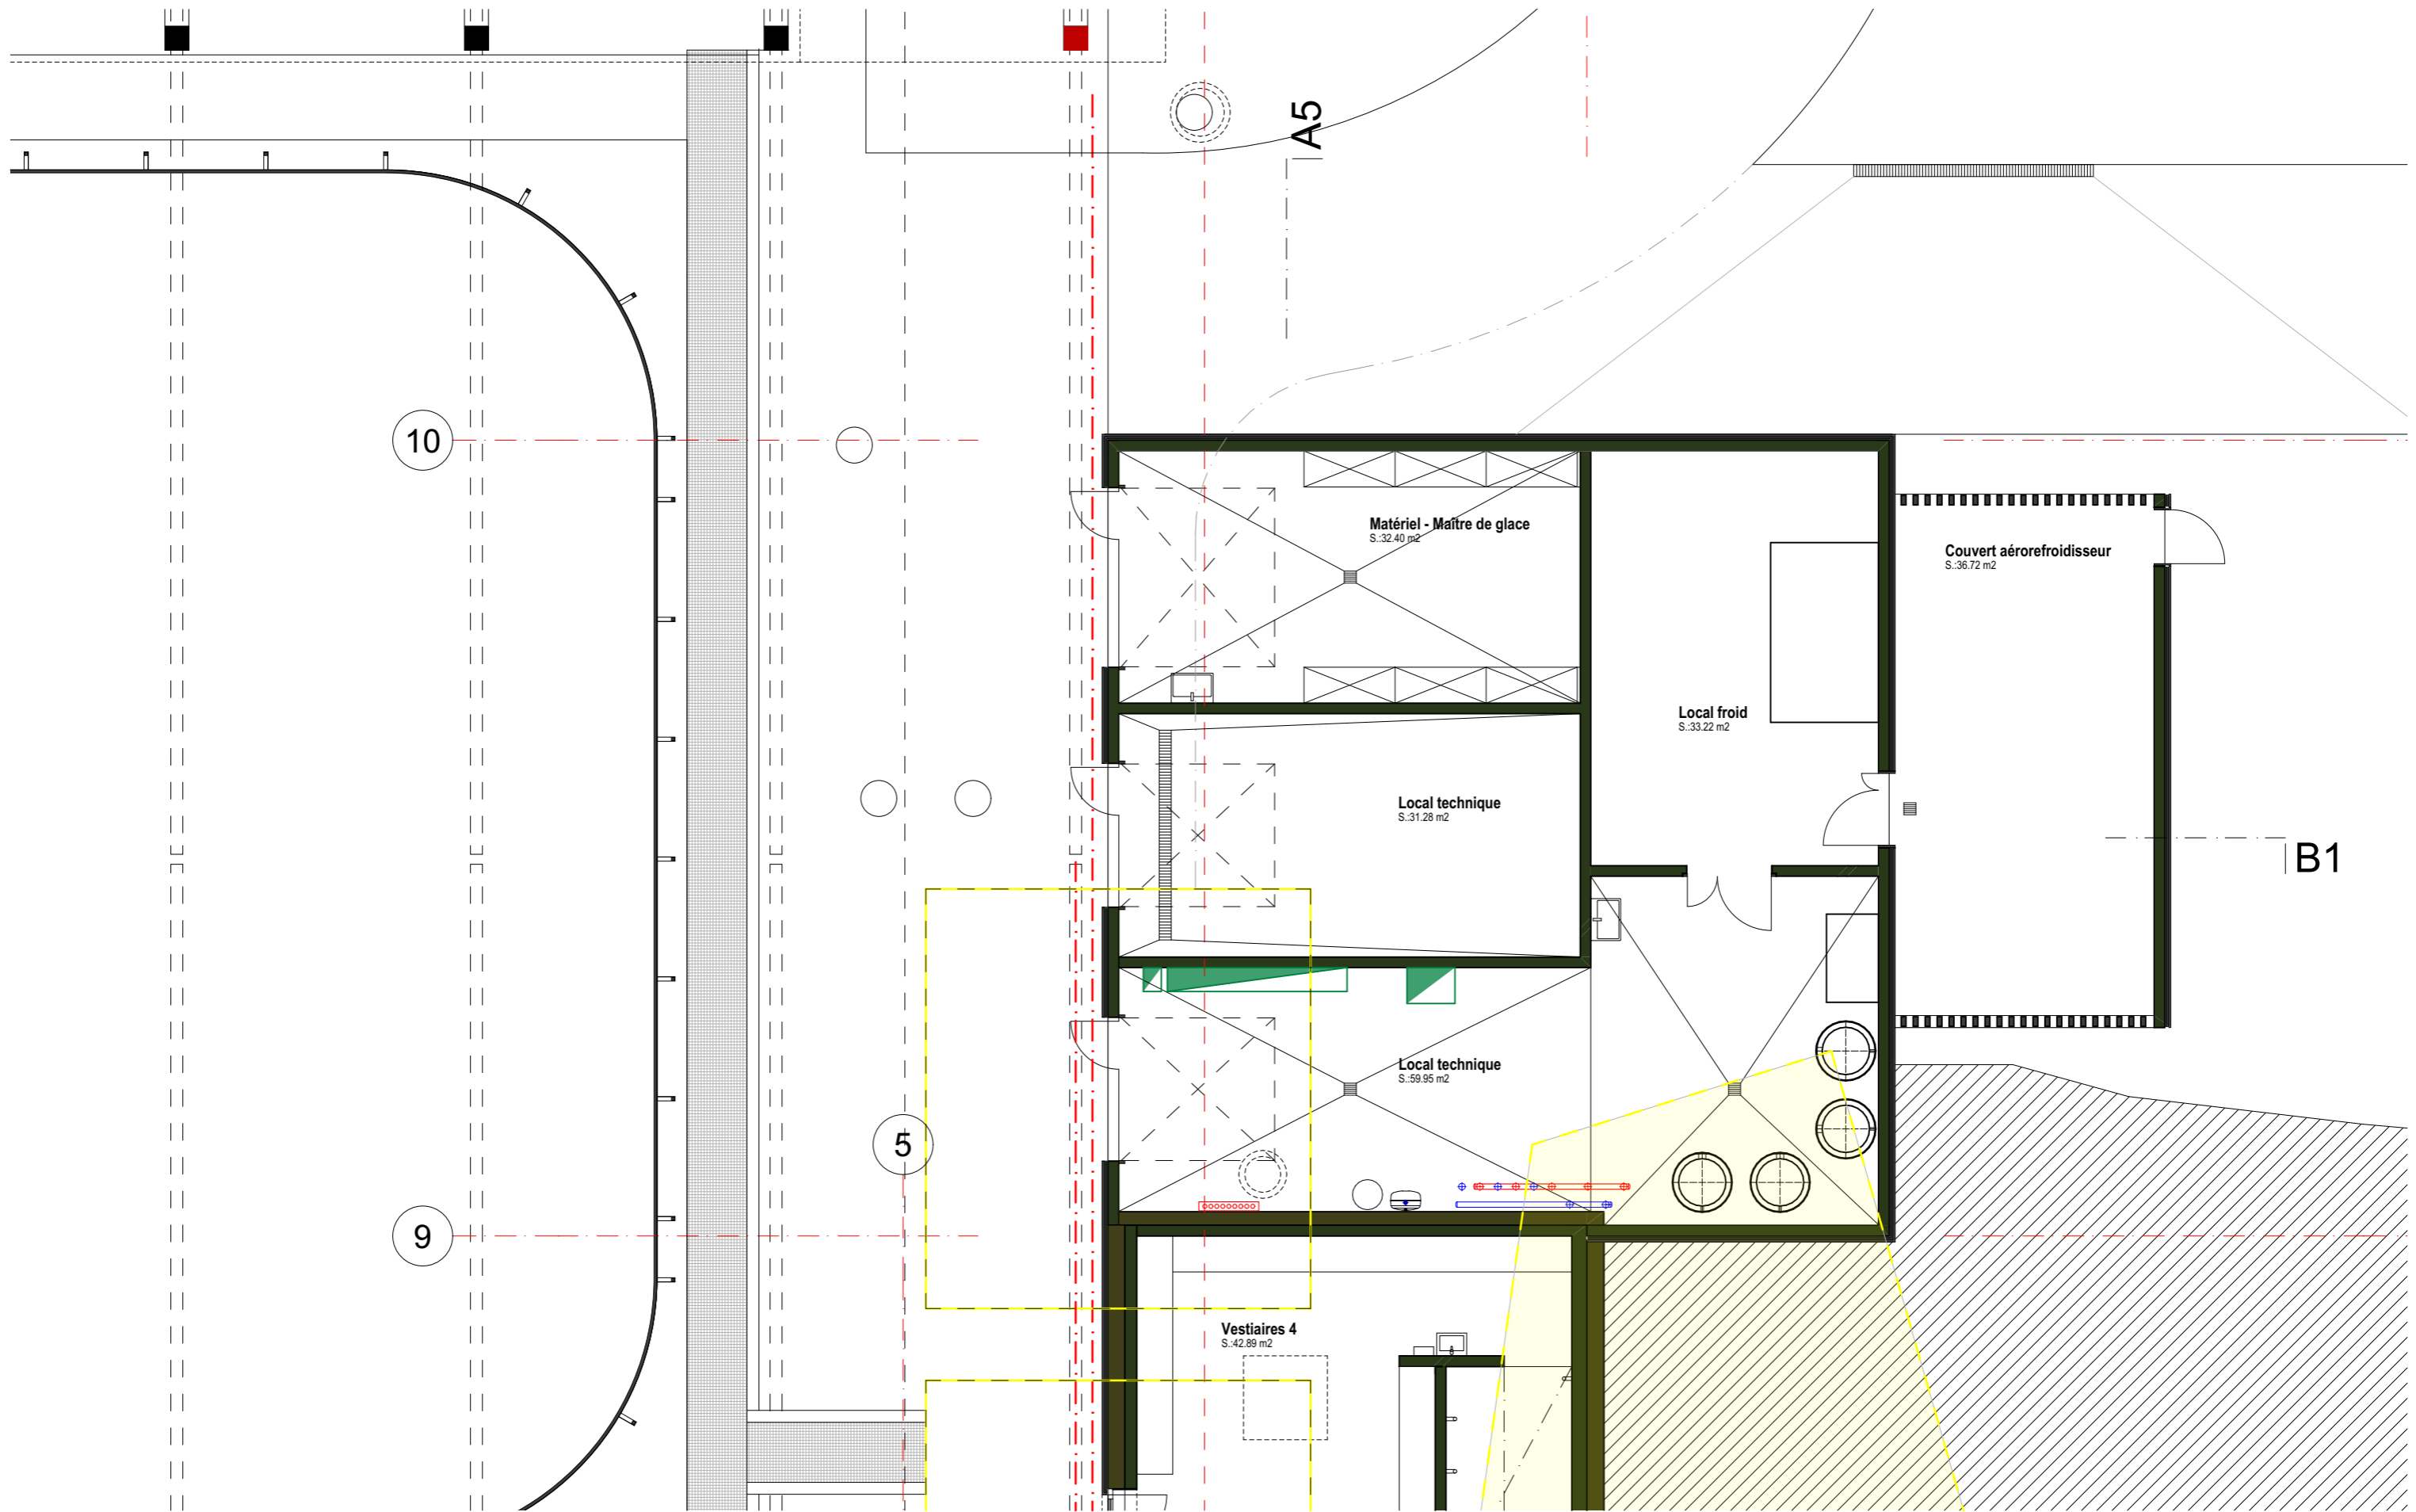 A5
10
Matériel - Maître de glace
S.:32.40 m2
Couvert aérorefroidisseur
S.:36.72 m2
Local froid
S.:33.22 m2
Local technique
S.:31.28 m2
B1
Local technique
S.:59.95 m2
5
9
Vestiaires 4
S.:42.89 m2